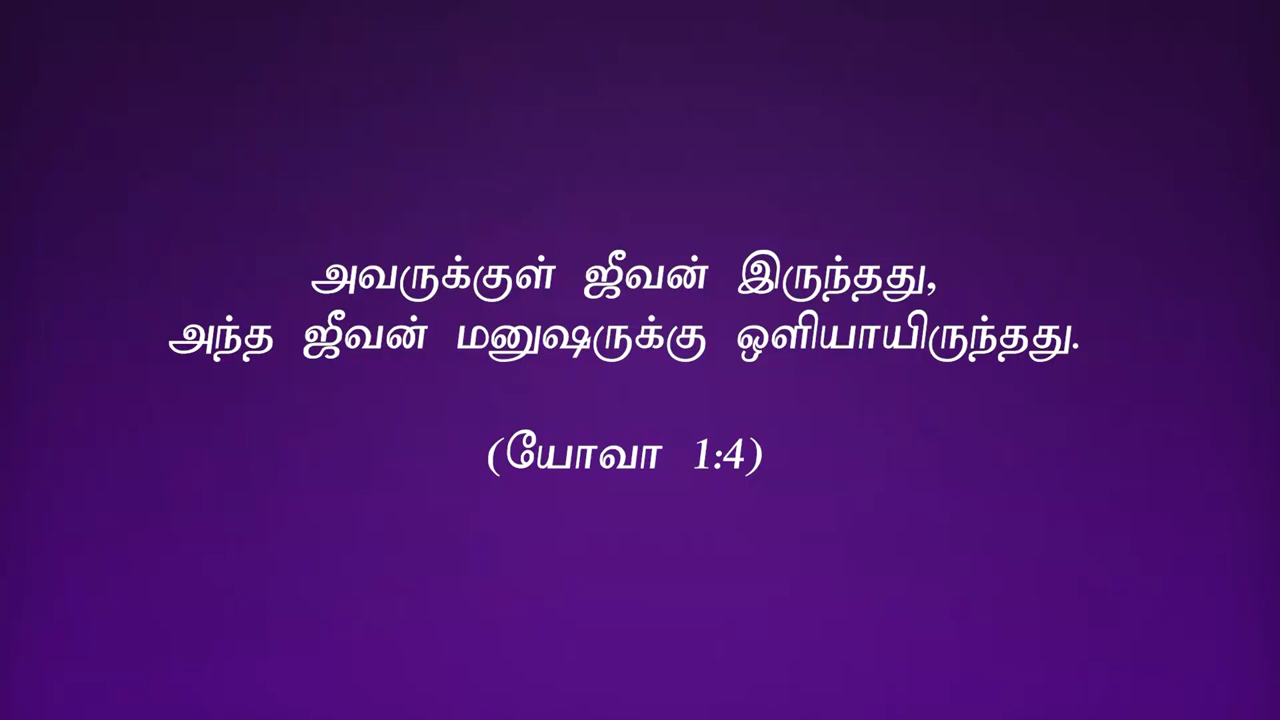 அவருக்குள் ஜீவன் இருந்தது,
அந்த ஜீவன் மனுஷருக்கு ஒளியாயிருந்தது.
(யோவா 1:4)